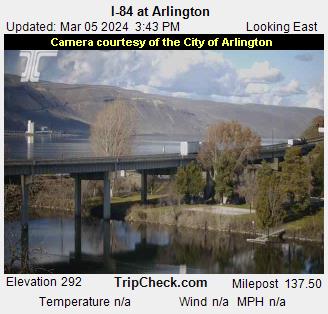 I-84 at Arlington
Updated: Mar 05 2024 3:43 PM Looking East
Camera courtesy of the City of Arlington
Elevation 292 TripCheck.com Milepost 137.50
Temperature n/a Wind n/a MPH n/a